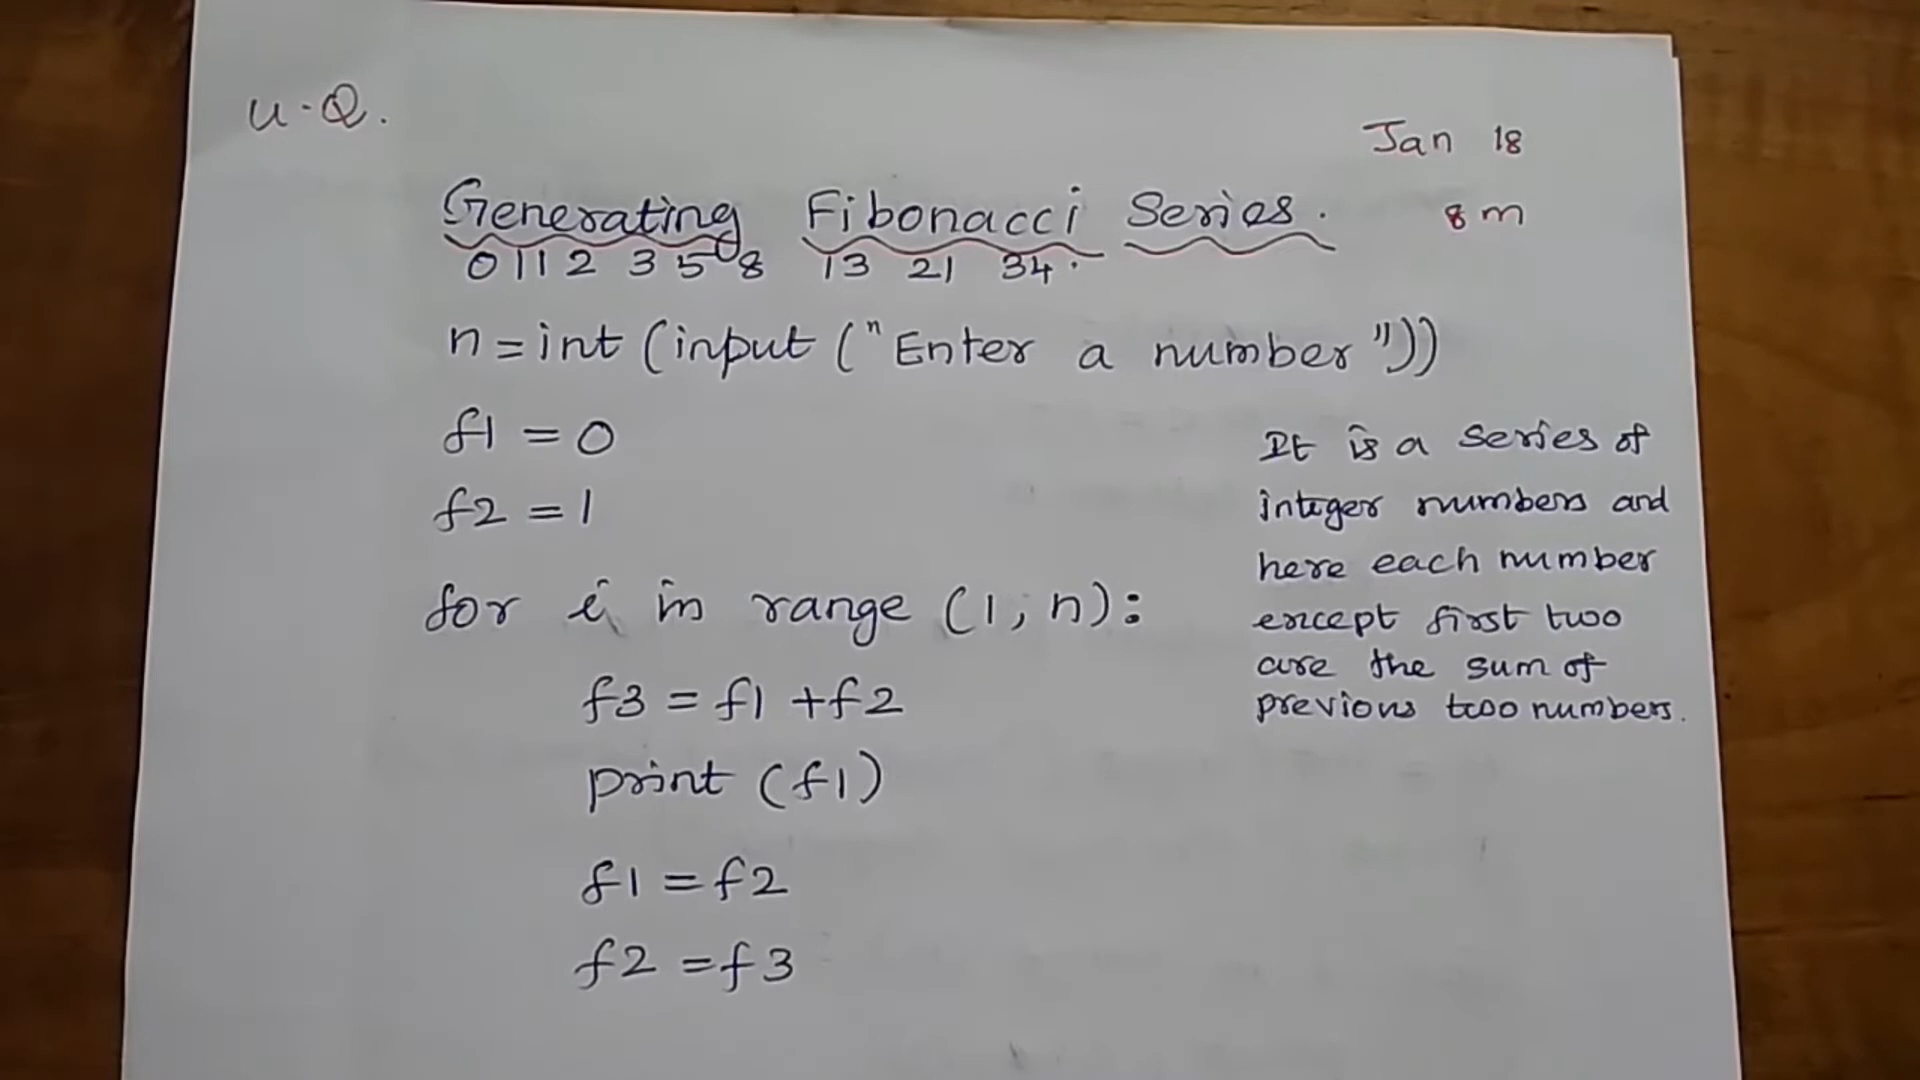 U.Q.
Jan 18
8m
Generating Fibonacci Series.
0 1 1 2 3 5 8 13 21 34.
n = int (input ("Enter a number"))
f1 = 0
f2 = 1
for i in range (1, n):
f3 = f1 + f2
print (f1)
f1 = f2
f2 = f3
It is a series of
integer numbers and
here each number
except first two
are the sum of
previous two numbers.